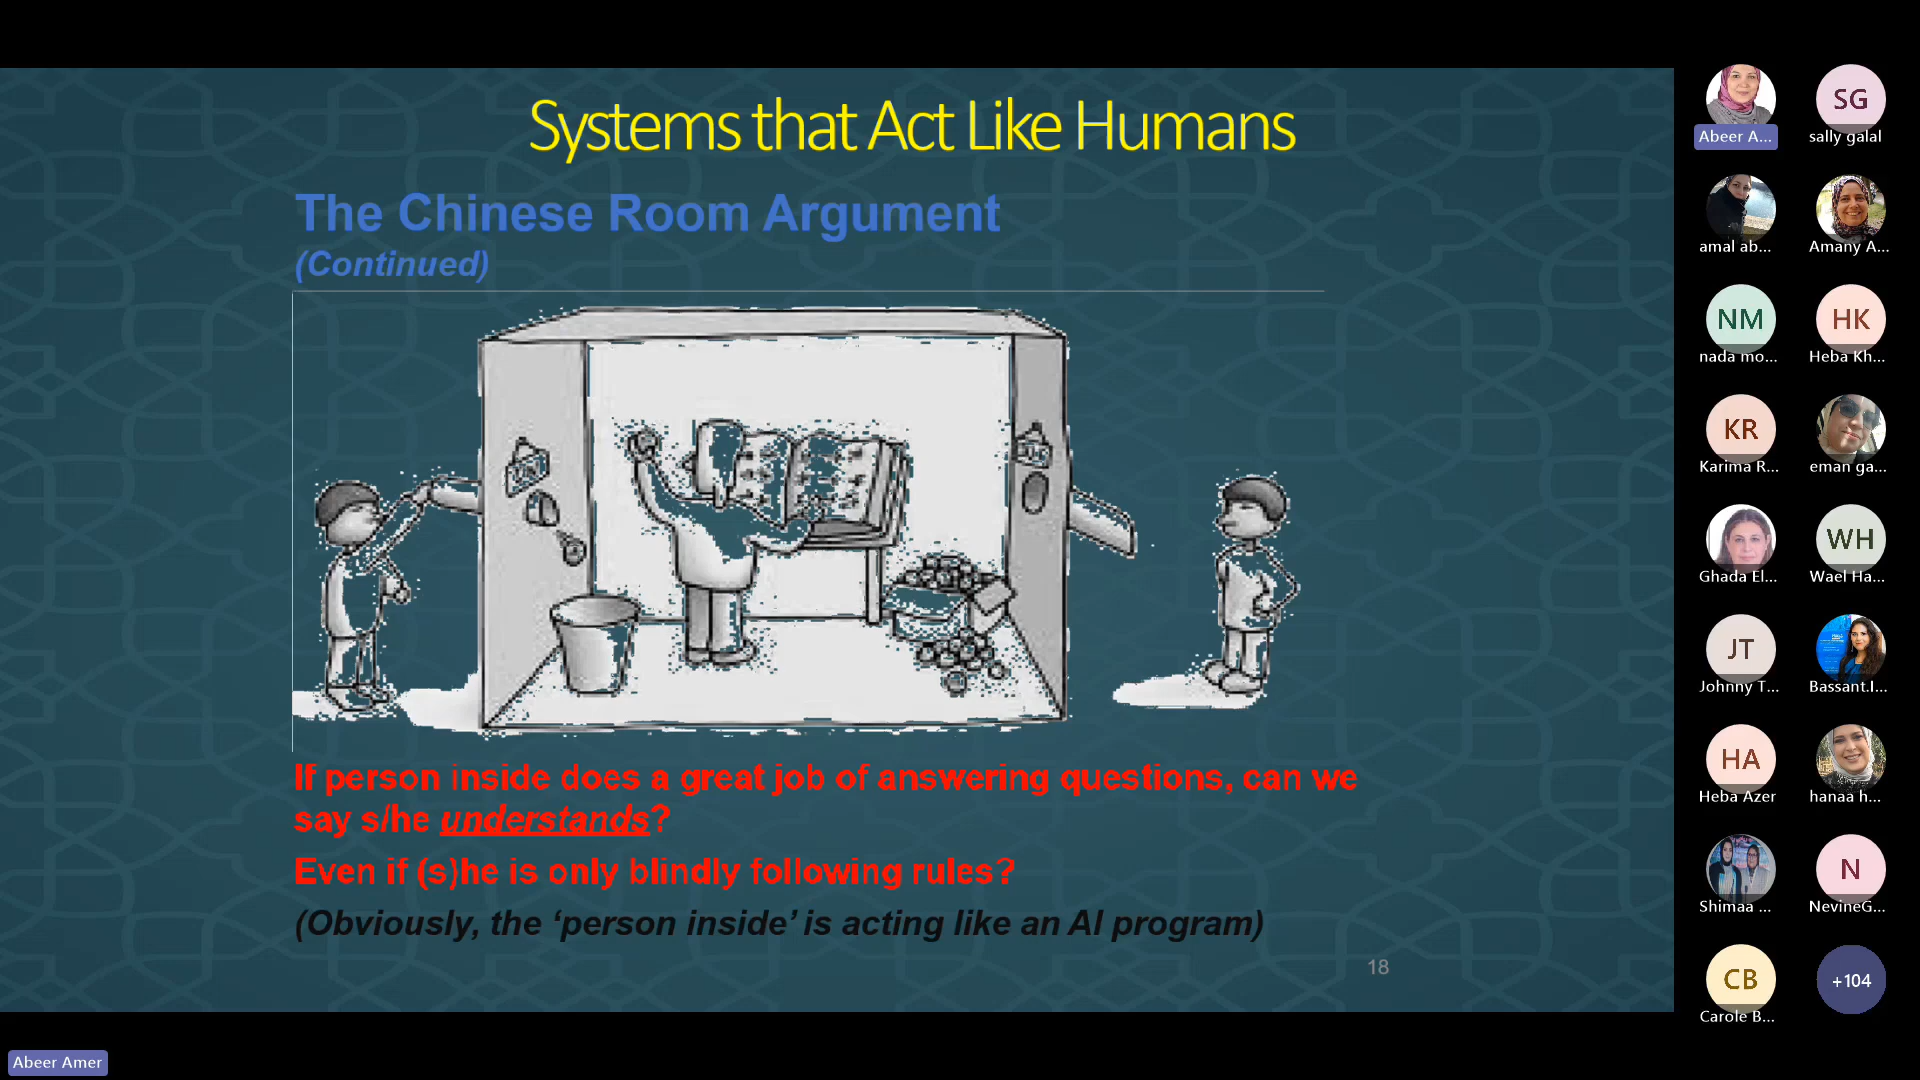 Systems that Act Like Humans
The Chinese Room Argument
(Continued)
If person inside does a great job of answering questions, can we
say s/he understands?
Even if (s)he is only blindly following rules?
(Obviously, the ‘person inside’ is acting like an AI program)
18
Abeer A...
SG
sally galal
amal ab...
Amany A...
NM
nada mo...
HK
Heba Kh...
KR
Karima R...
eman ga...
Ghada El...
WH
Wael Ha...
JT
Johnny T...
Bassant.I...
HA
Heba Azer
hanaa h...
Shimaa ...
N
NevineG...
CB
Carole B...
+104
Abeer Amer